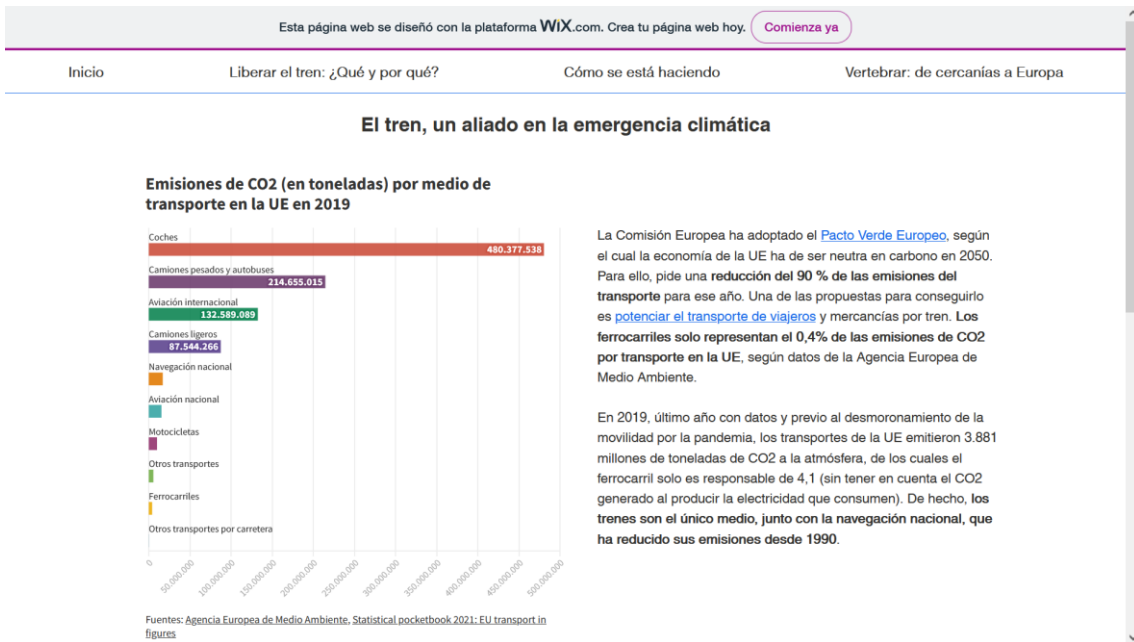 Esta página web se diseñó con la plataforma WiX.com. Crea tu página web hoy. Comienza ya
Inicio Liberar el tren: ¿Qué y por qué? Cómo se está haciendo Vertebrar: de cercanías a Europa
El tren, un aliado en la emergencia climática
Emisiones de CO2 (en toneladas) por medio de
transporte en la UE en 2019
Coches
480.377.538
Camiones pesados y autobuses
214.655.015
Aviación internacional
132.589.089
Camiones ligeros
87.544.266
Navegación nacional
Aviación nacional
Motocicletas
Otros transportes
Ferrocarriles
Otros transportes por carretera
0 50.000.000 100.000.000 150.000.000 200.000.000 250.000.000 300.000.000 350.000.000 400.000.000 450.000.000 500.000.000
Fuentes: Agencia Europea de Medio Ambiente, Statistical pocketbook 2021: EU transport in
figures
La Comisión Europea ha adoptado el Pacto Verde Europeo, según
el cual la economía de la UE ha de ser neutra en carbono en 2050.
Para ello, pide una reducción del 90 % de las emisiones del
transporte para ese año. Una de las propuestas para conseguirlo
es potenciar el transporte de viajeros y mercancías por tren. Los
ferrocarriles solo representan el 0,4% de las emisiones de CO2
por transporte en la UE, según datos de la Agencia Europea de
Medio Ambiente.
En 2019, último año con datos y previo al desmoronamiento de la
movilidad por la pandemia, los transportes de la UE emitieron 3.881
millones de toneladas de CO2 a la atmósfera, de los cuales el
ferrocarril solo es responsable de 4,1 (sin tener en cuenta el CO2
generado al producir la electricidad que consumen). De hecho, los
trenes son el único medio, junto con la navegación nacional, que
ha reducido sus emisiones desde 1990.